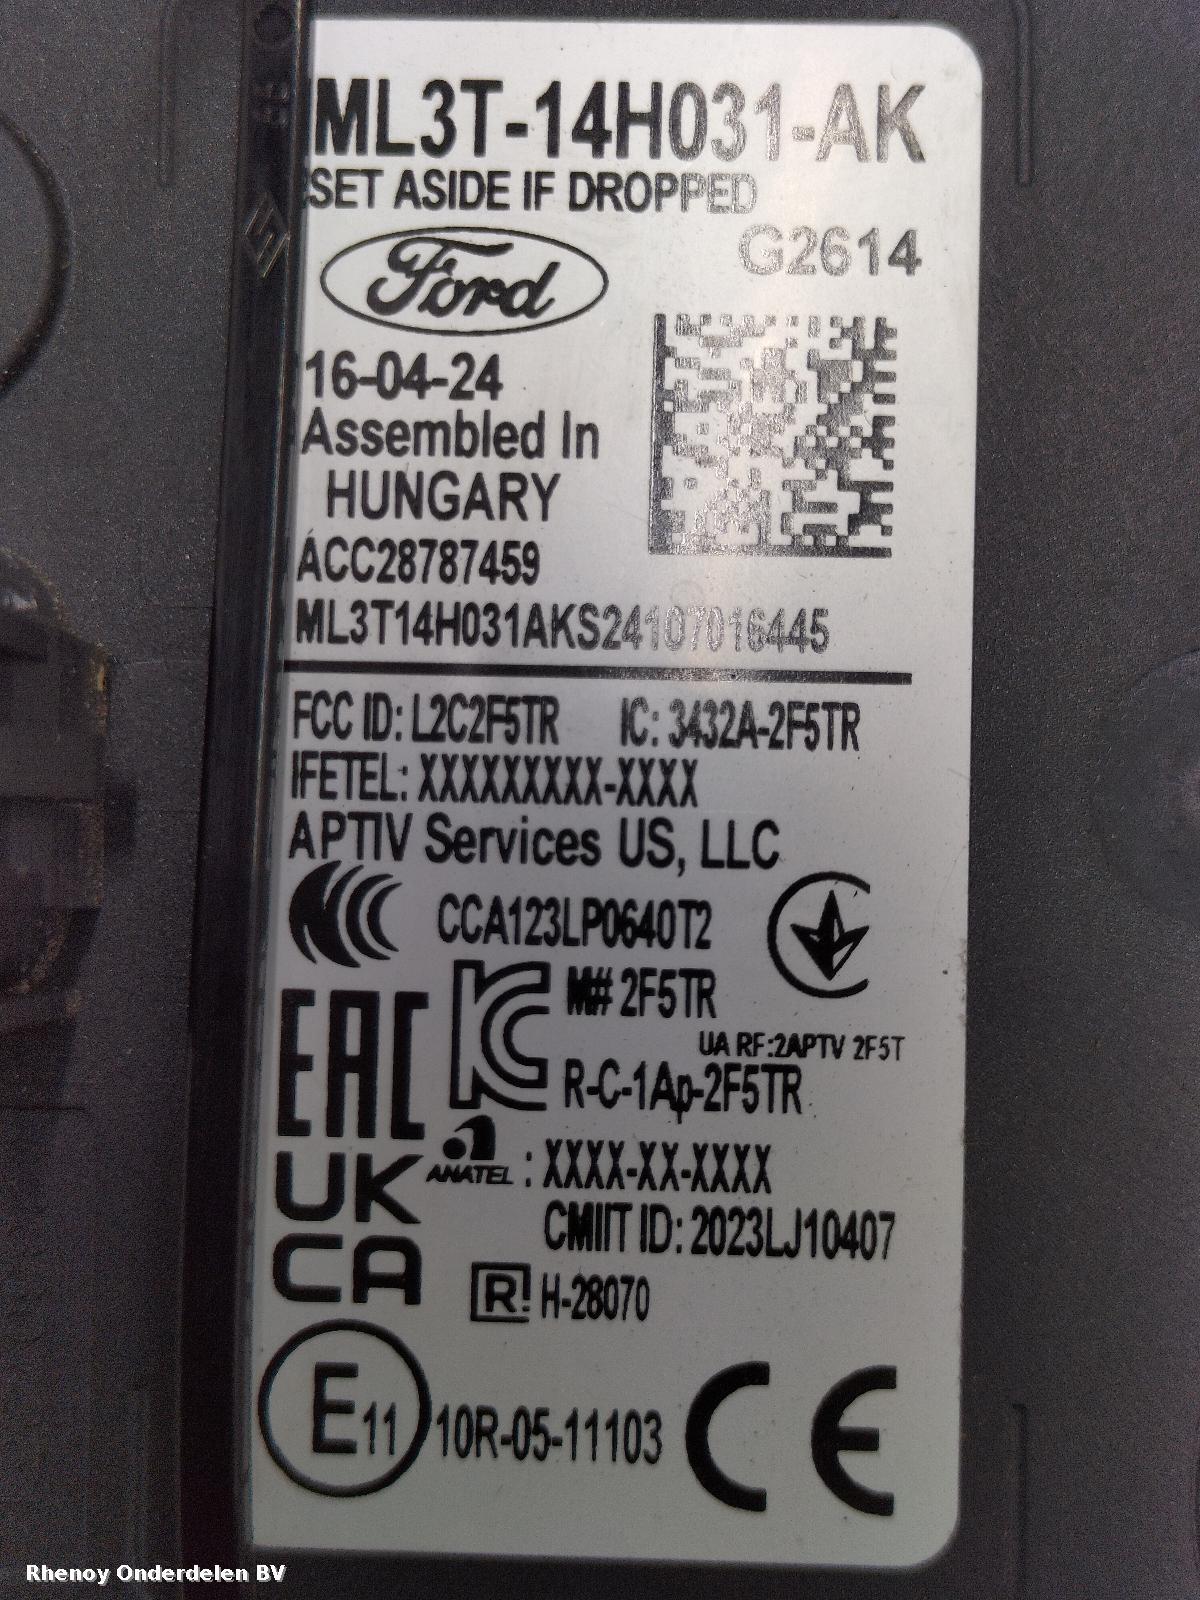 ML3T-14H031-AK
SET ASIDE IF DROPPED
G2614
Ford
16-04-24
Assembled In
HUNGARY
ACC28787459
ML3T14H031AKS24107016445
FCC ID: L2C2F5TR IC: 3432A-2F5TR
IFETEL: XXXXXXXXX-XXXX
APTIV Services US, LLC
CCC
CCA123LP0640T2
M# 2F5TR
UA RF:2APTV 2F5T
EAC
KC
R-C-1Ap-2F5TR
ANATEL : XXXX-XX-XXXX
UK
CA
CMIIT ID: 2023LJ10407
R H-28070
E11 10R-05-11103
CE
Rhenoy Onderdelen BV